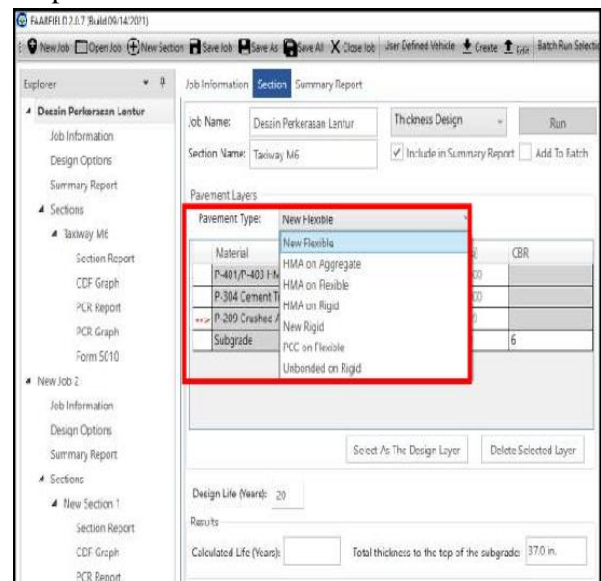 FAARFIELD 2.0.7 (Build 09/14/2021)
New Job Open Job New Section Save Job Save As Save All Close Job User Defined Vehicle Create Edit Batch Run Selectio
Explorer
Job Information Section Summary Report
Desain Perkerasan Lentur
Job Information
Design Options
Summary Report
Sections
Taxiway M6
Section Report
CDF Graph
PCR Report
PCR Graph
Form 5010
New Job 2
Job Information
Design Options
Summary Report
Sections
New Section 1
Section Report
CDF Graph
PCR Report
Job Name: Desain Perkerasan Lentur Thickness Design Run
Section Name: Taxiway M6 Include in Summary Report Add To Batch
Pavement Layers
Pavement Type: New Flexible
Material CBR
P-401/P-403 HM
P-304 Cement T
P-209 Crushed A
Subgrade 6
New Flexible
HMA on Aggregate
HMA on Flexible
HMA on Rigid
New Rigid
PCC on Flexible
Unbonded on Rigid
Select As The Design Layer Delete Selected Layer
Design Life (Years): 20
Results
Calculated Life (Years): Total thickness to the top of the subgrade: 37.0 in.